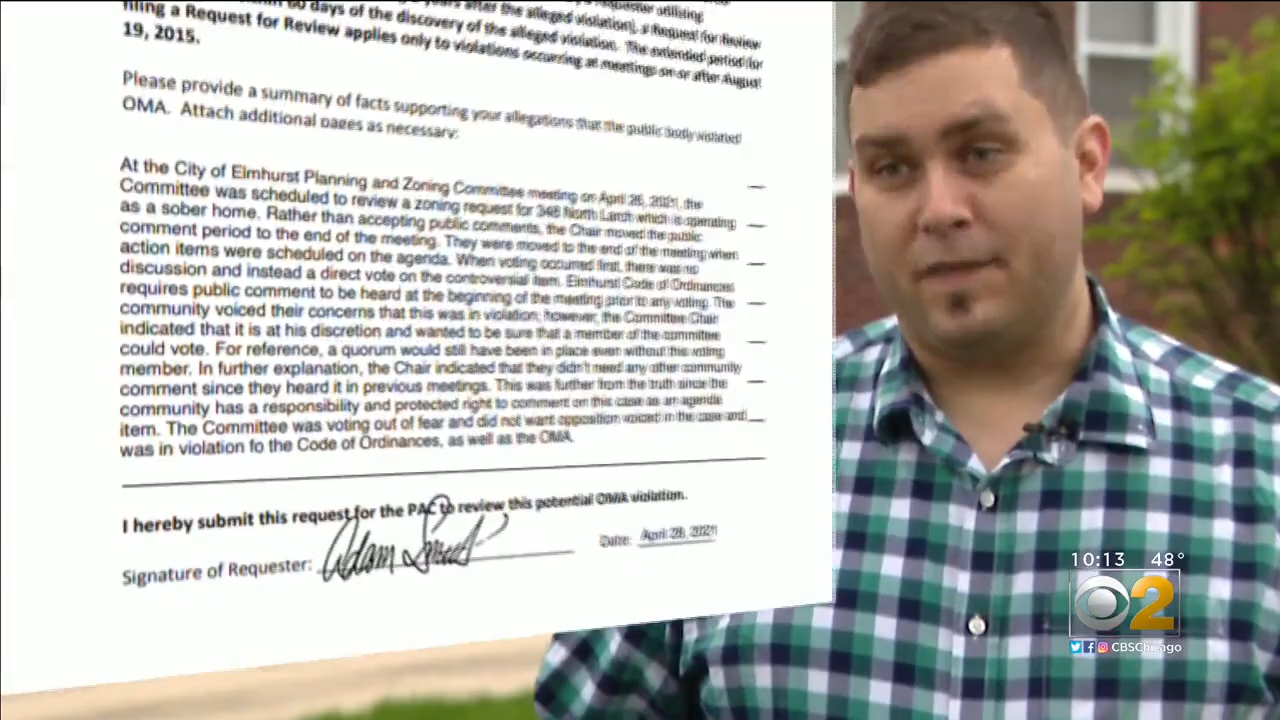 days of the discovery of the alleged violation, a Request for Review
filing a Request for Review applies only to violations occurring at meetings on or after August
19, 2015.
Please provide a summary of facts supporting your allegations that the public body violated
OMA. Attach additional pages as necessary:
At the City of Elmhurst Planning and Zoning Committee meeting on April 26, 2021, the
Committee was scheduled to review a zoning request for North Larch which is operating
as a sober home. Rather than accepting public comments, the Chair moved the public
comment period to the end of the meeting. They were moved to the end of the meeting when
action items were scheduled on the agenda. When voting occurred first, there was no
discussion and instead a direct vote on the controversial item. Elmhurst Code of Ordinances
requires public comment to be heard at the beginning of the meeting prior to any voting. The
community voiced their concerns that this was in violation; however, the Committee Chair
indicated that it is at his discretion and wanted to be sure that a member of the committee
could vote. For reference, a quorum would still have been in place even without this voting
member. In further explanation, the Chair indicated that they didn't need any other community
comment since they heard it in previous meetings. This was further from the truth since the
community has a responsibility and protected right to comment on this case as an agenda
item. The Committee was voting out of fear and did not want opposition voiced in the case and
was in violation fo the Code of Ordinances, as well as the OMA.
I hereby submit this request for the PAC to review this potential OMA violation.
Signature of Requester: Adam
Date: April 28, 2021
10:13 48°
2
CBSChicago